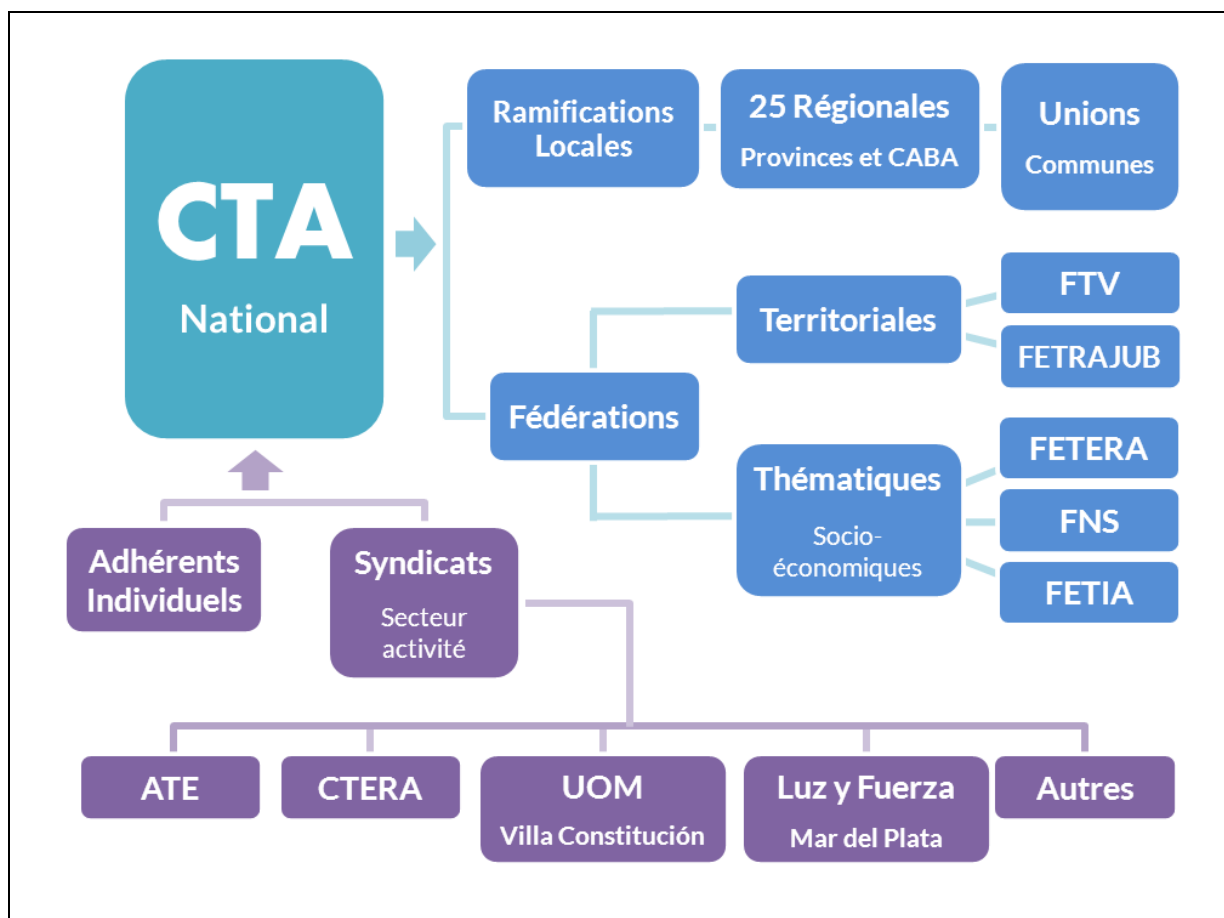 CTA
National
Ramifications
Locales
25 Régionales
Provinces et CABA
Unions
Communes
Fédérations
Territoriales
FTV
FETRAJUB
Thématiques
Socio-
économiques
FETERA
FNS
FETIA
Adhérents
Individuels
Syndicats
Secteur
activité
ATE
CTERA
UOM
Villa Constitución
Luz y Fuerza
Mar del Plata
Autres